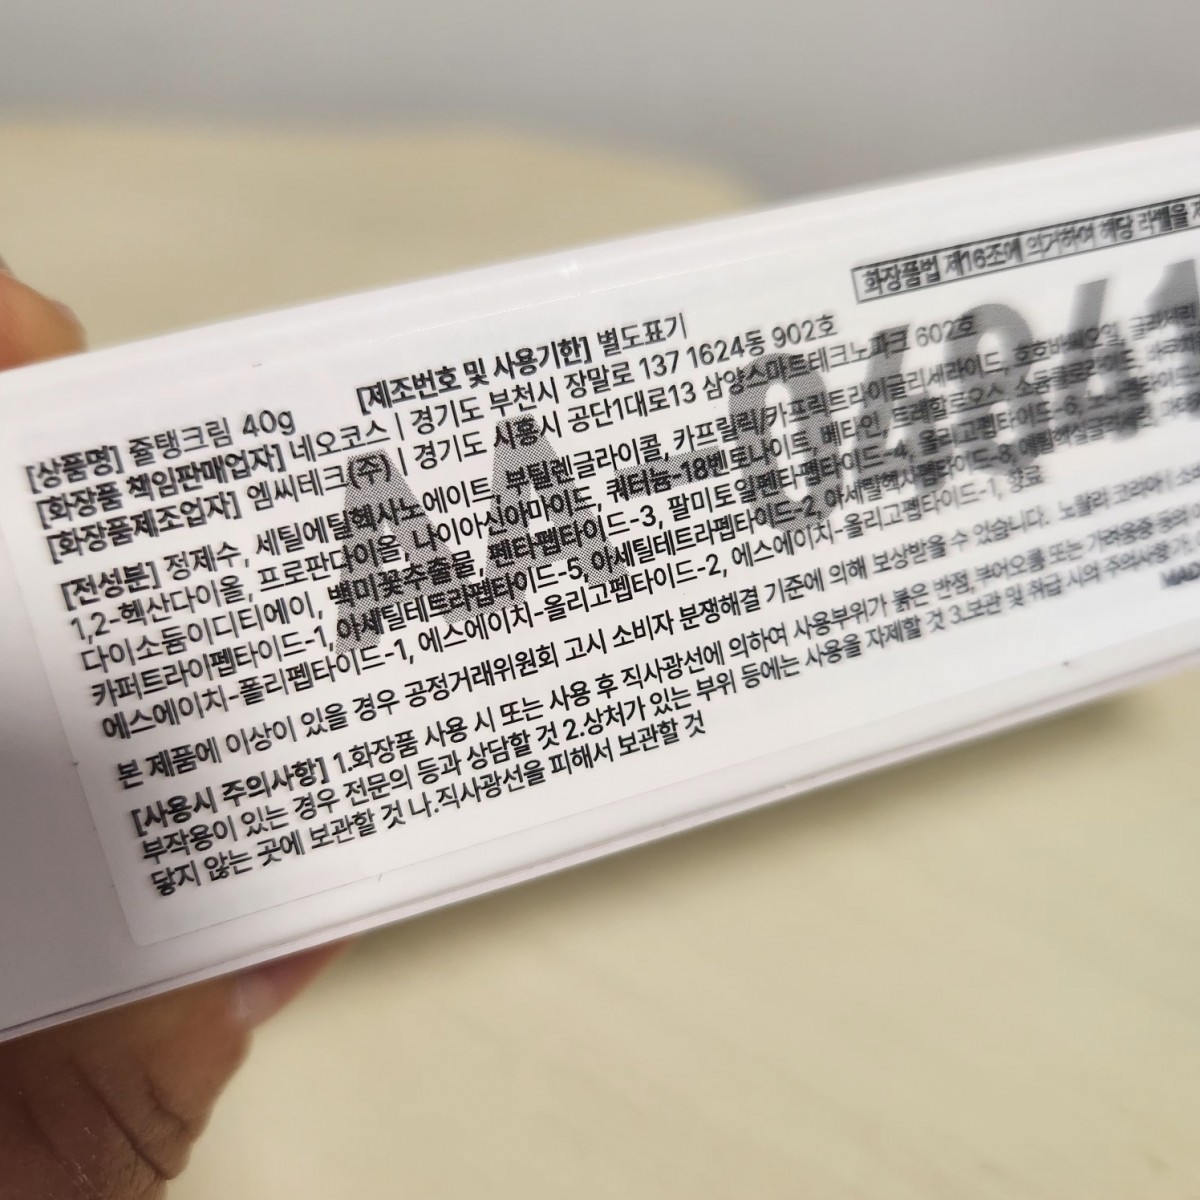 화장품법 제16조에 의거하여 해당 라벨을
[상품명] 쥴탱크림 40g [제조번호 및 사용기한] 별도표기
[화장품 책임판매업자] 네오코스 | 경기도 부천시 장말로 137 1624동 902호
[화장품제조업자] 엠씨테크(주) | 경기도 시흥시 공단1대로13 삼양스마트테크노파크 602호
[전성분] 정제수, 세틸에틸헥사노에이트, 부틸렌글라이콜, 카프릴릭/카프릭트라이글리세라이드, 호호바씨오일, 글리세린
1,2-헥산다이올, 프로판다이올, 나이아신아마이드, 쿼터늄-18벤토나이트, 베타인, 트레할로오스, 소듐클로라이드,
다이소듐이디티에이, 백미꽃추출물, 펜타펩타이드-3, 팔미토일펜타펩타이드-4, 올리고펩타이드-6,
카퍼트라이펩타이드-1, 아세틸테트라펩타이드-5, 아세틸테트라펩타이드-2, 아세틸헥사펩타이드-8, 에틸헥실글리세린,
에스에이치-폴리펩타이드-1, 에스에이치-올리고펩타이드-2, 에스에이치-올리고펩타이드-1, 향료
본 제품에 이상이 있을 경우 공정거래위원회 고시 소비자 분쟁해결 기준에 의해 보상받을 수 있습니다. 노팔리 코리아 |
[사용시 주의사항] 1.화장품 사용 시 또는 사용 후 직사광선에 의하여 사용부위가 붉은 반점, 부어오름 또는 가려움증 등의
부작용이 있는 경우 전문의 등과 상담할 것 2.상처가 있는 부위 등에는 사용을 자제할 것 3.보관 및 취급 시의 주의사항 가.
닿지 않는 곳에 보관할 것 나.직사광선을 피해서 보관할 것
MAD
AA-04941